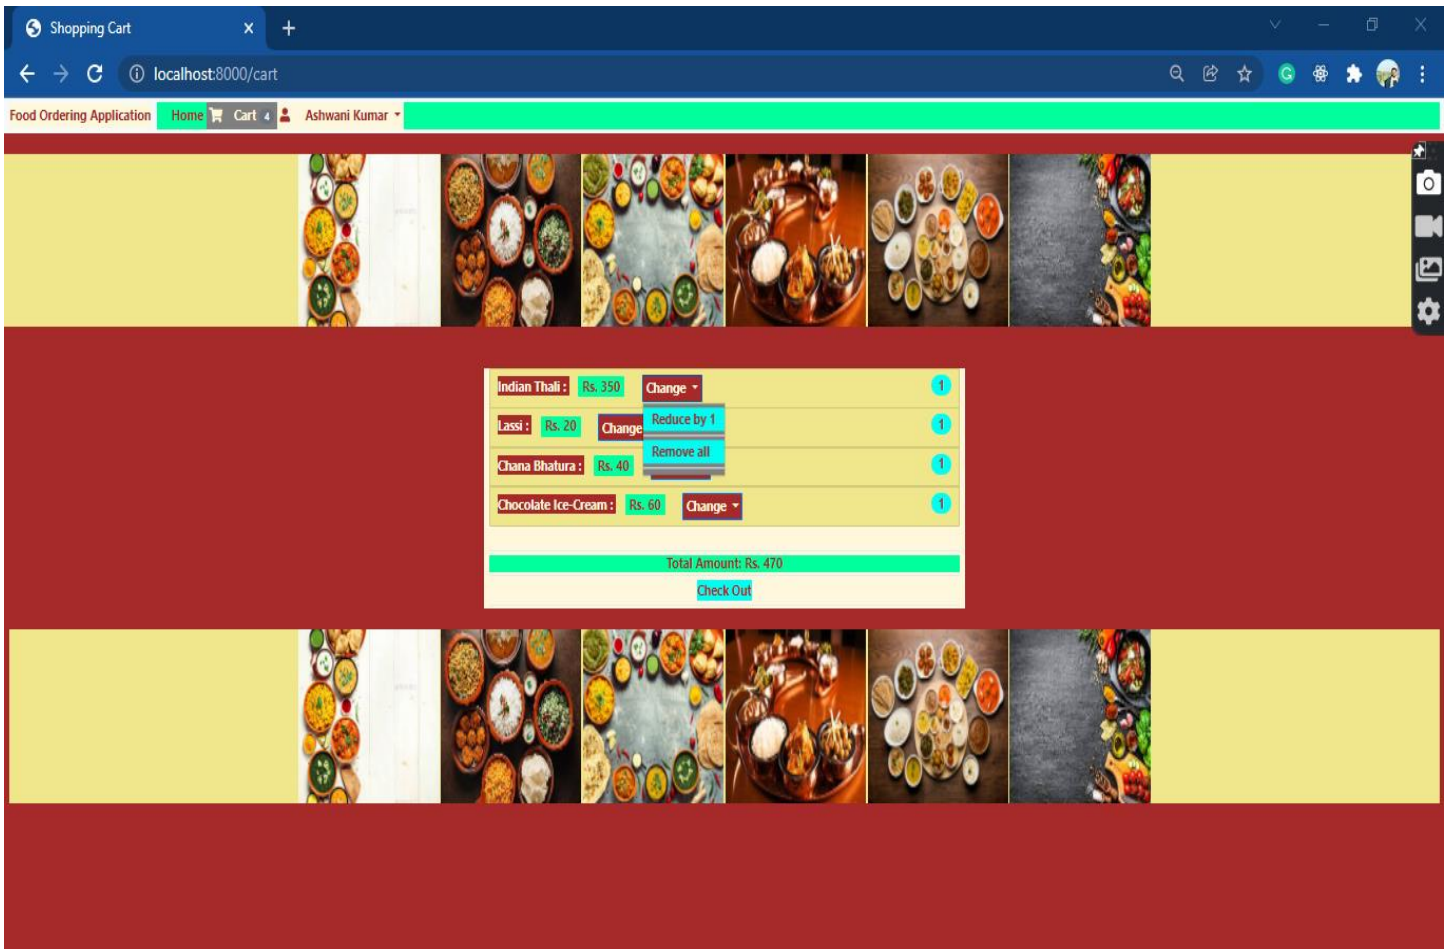 Shopping Cart
localhost:8000/cart
Food Ordering Application Home Cart 4 Ashwani Kumar
Indian Thali : Rs. 350 Change 1
Reduce by 1
Lassi : Rs. 20 Change 1
Remove all
Chana Bhatura : Rs. 40 1
Chocolate Ice-Cream : Rs. 60 Change 1
Total Amount: Rs. 470
Check Out